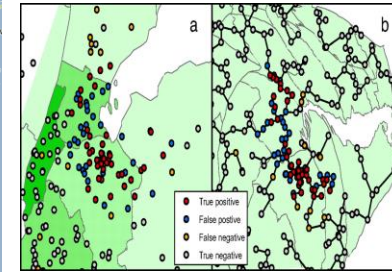 a
b
True positive
False postive
False negative
True negative